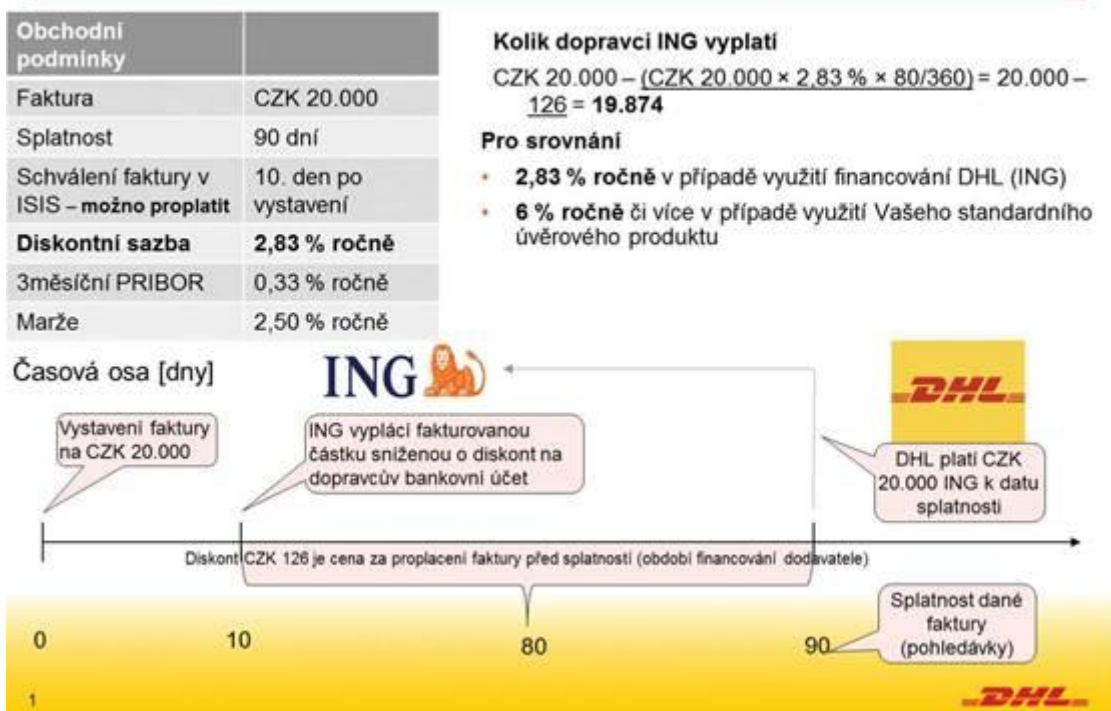 Obchodní
podmínky
Faktura CZK 20.000
Splatnost 90 dní
Schválení faktury v 10. den po
ISIS – možno proplatit vystavení
Diskontní sazba 2,83 % ročně
3měsíční PRIBOR 0,33 % ročně
Marže 2,50 % ročně
Kolik dopravci ING vyplatí
CZK 20.000 – (CZK 20.000 × 2,83 % × 80/360) = 20.000 –
126 = 19.874
Pro srovnání
• 2,83 % ročně v případě využití financování DHL (ING)
• 6 % ročně či více v případě využití Vašeho standardního
úvěrového produktu
Časová osa [dny]
ING
DHL
Vystavení faktury
na CZK 20.000
ING vyplácí fakturovanou
částku sníženou o diskont na
dopravcův bankovní účet
DHL platí CZK
20.000 ING k datu
splatnosti
Diskont CZK 126 je cena za proplacení faktury před splatností (období financování dodavatele)
Splatnost dané
faktury
(pohledávky)
0 10 80 90
1
DHL